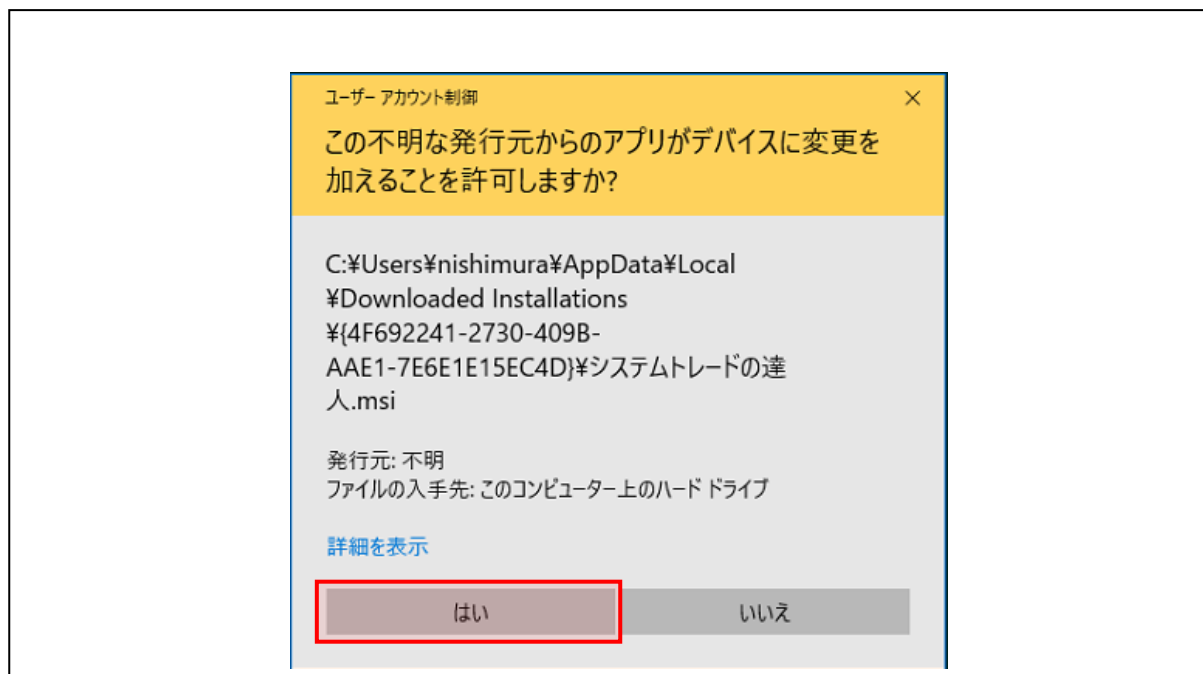 ユーザー アカウント制御
この不明な発行元からのアプリがデバイスに変更を
加えることを許可しますか?
C:¥Users¥nishimura¥AppData¥Local
¥Downloaded Installations
¥{4F692241-2730-409B-
AAE1-7E6E1E15EC4D}¥システムトレードの達
人.msi
発行元: 不明
ファイルの入手先: このコンピューター上のハード ドライブ
詳細を表示
はい
いいえ